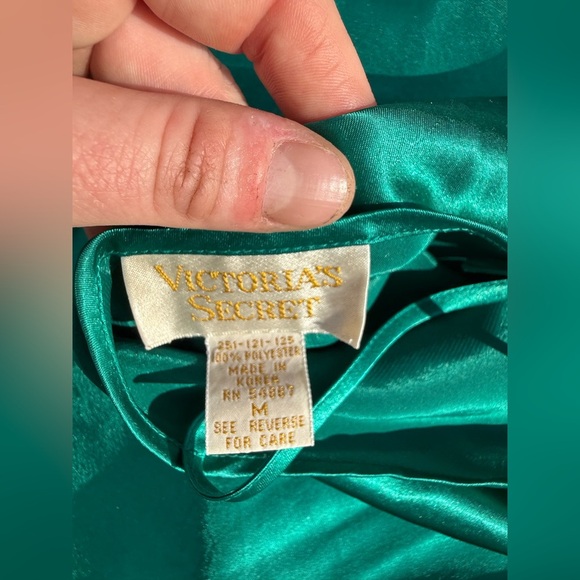 VICTORIA'S
SECRET
251-121-125
100% POLYESTER
MADE IN
KOREA
RN 54867
M
SEE REVERSE
FOR CARE